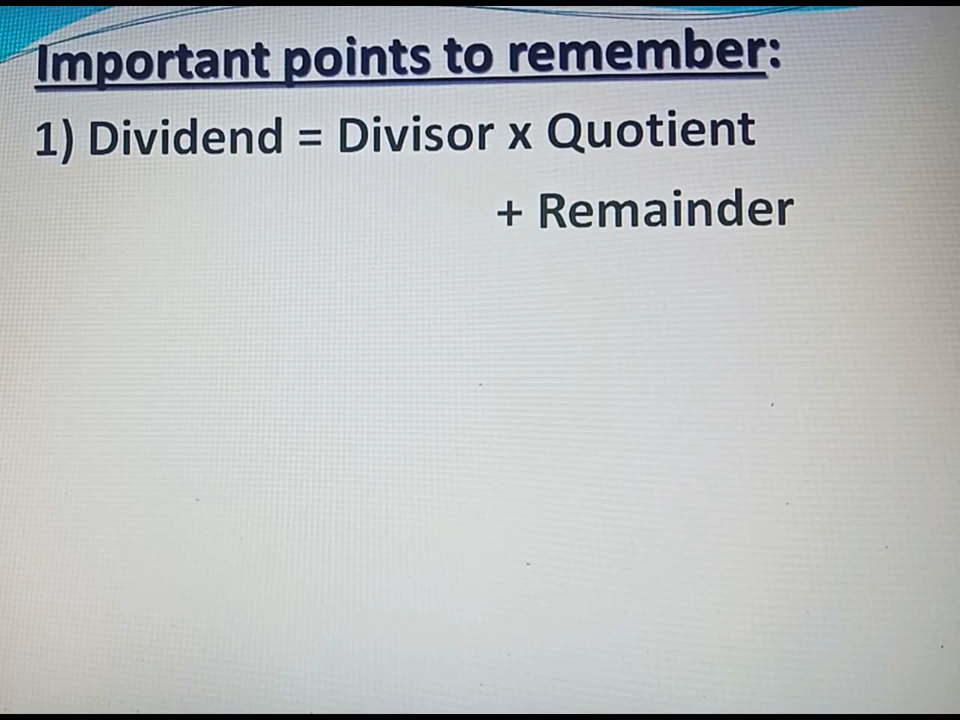 Important points to remember:
1) Dividend = Divisor x Quotient
+ Remainder